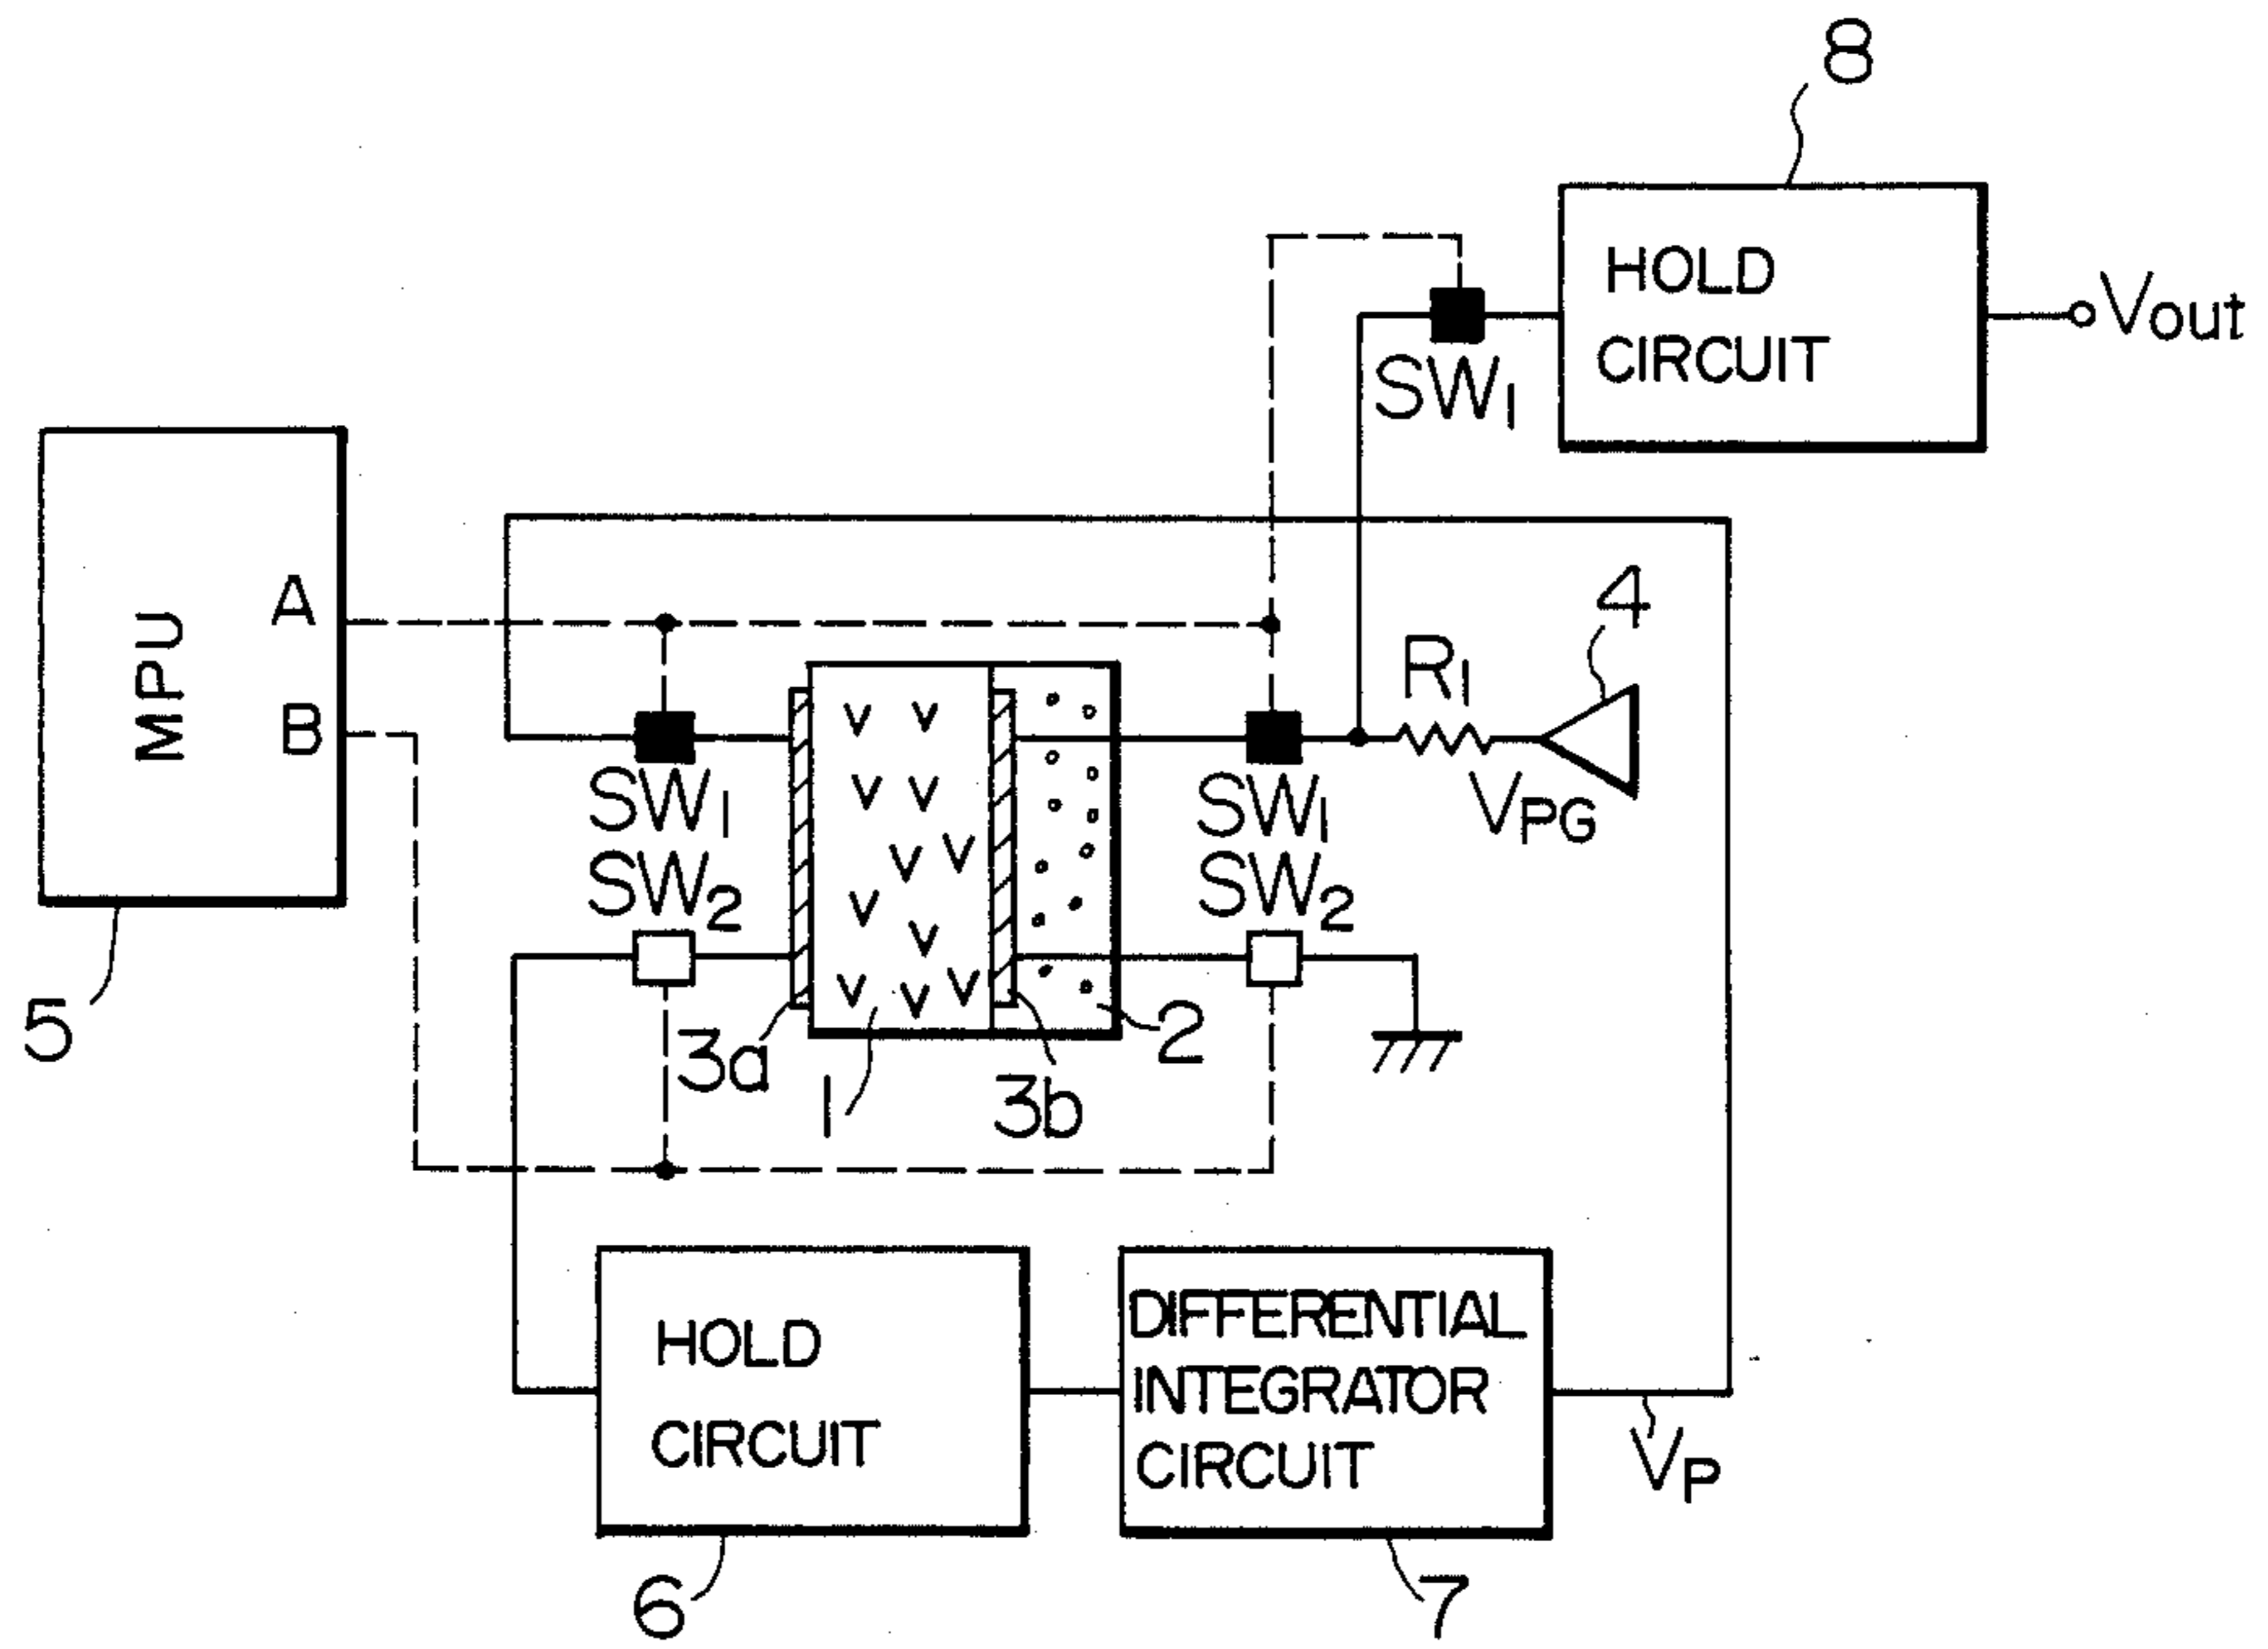 8
HOLD
CIRCUIT
Vout
SW1
MPU
A
B
5
4
R1
VPG
SW1
SW2
SW1
SW2
3a
1
3b
2
HOLD
CIRCUIT
6
DIFFERENTIAL
INTEGRATOR
CIRCUIT
7
VP